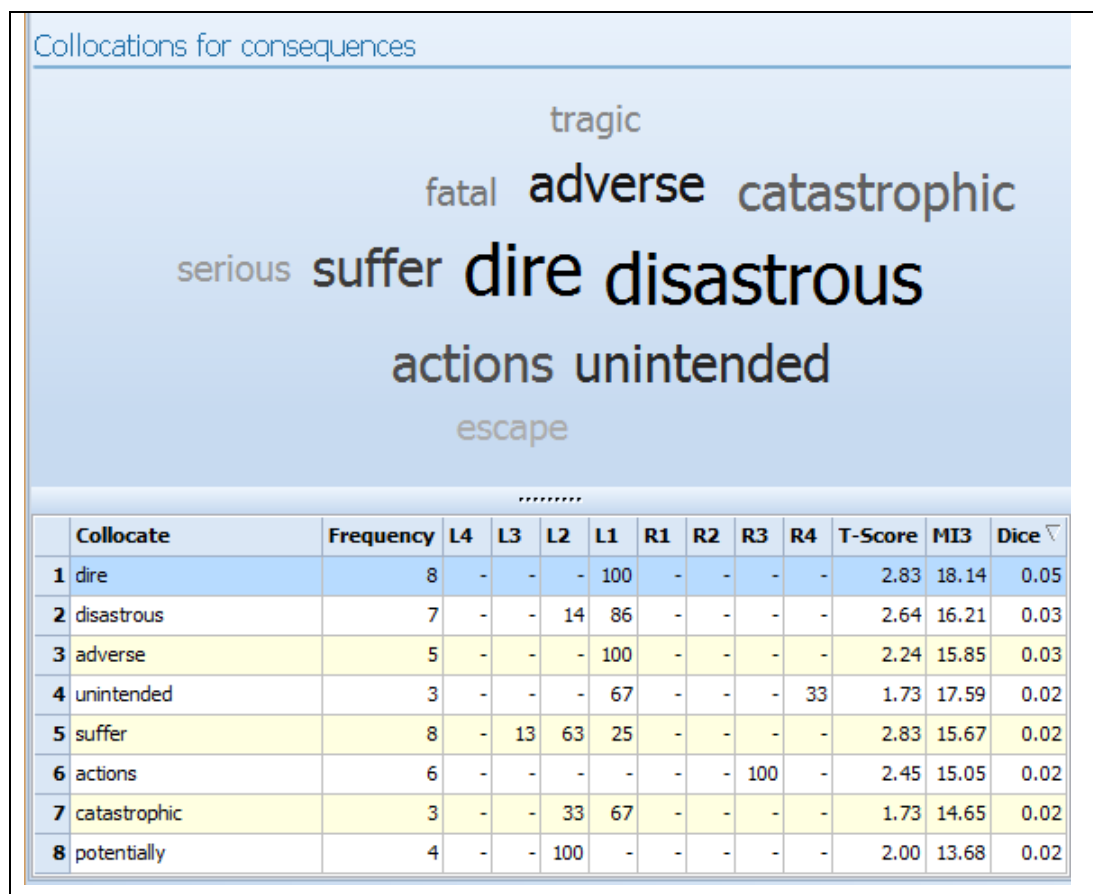 Collocations for consequences
tragic
fatal adverse catastrophic
serious suffer dire disastrous
actions unintended
escape
Collocate Frequency L4 L3 L2 L1 R1 R2 R3 R4 T-Score MI3 Dice
1 dire 8 - - - 100 - - - - 2.83 18.14 0.05
2 disastrous 7 - - 14 86 - - - - 2.64 16.21 0.03
3 adverse 5 - - - 100 - - - - 2.24 15.85 0.03
4 unintended 3 - - - 67 - - - 33 1.73 17.59 0.02
5 suffer 8 - 13 63 25 - - - - 2.83 15.67 0.02
6 actions 6 - - - - - - 100 - 2.45 15.05 0.02
7 catastrophic 3 - - 33 67 - - - - 1.73 14.65 0.02
8 potentially 4 - - 100 - - - - - 2.00 13.68 0.02